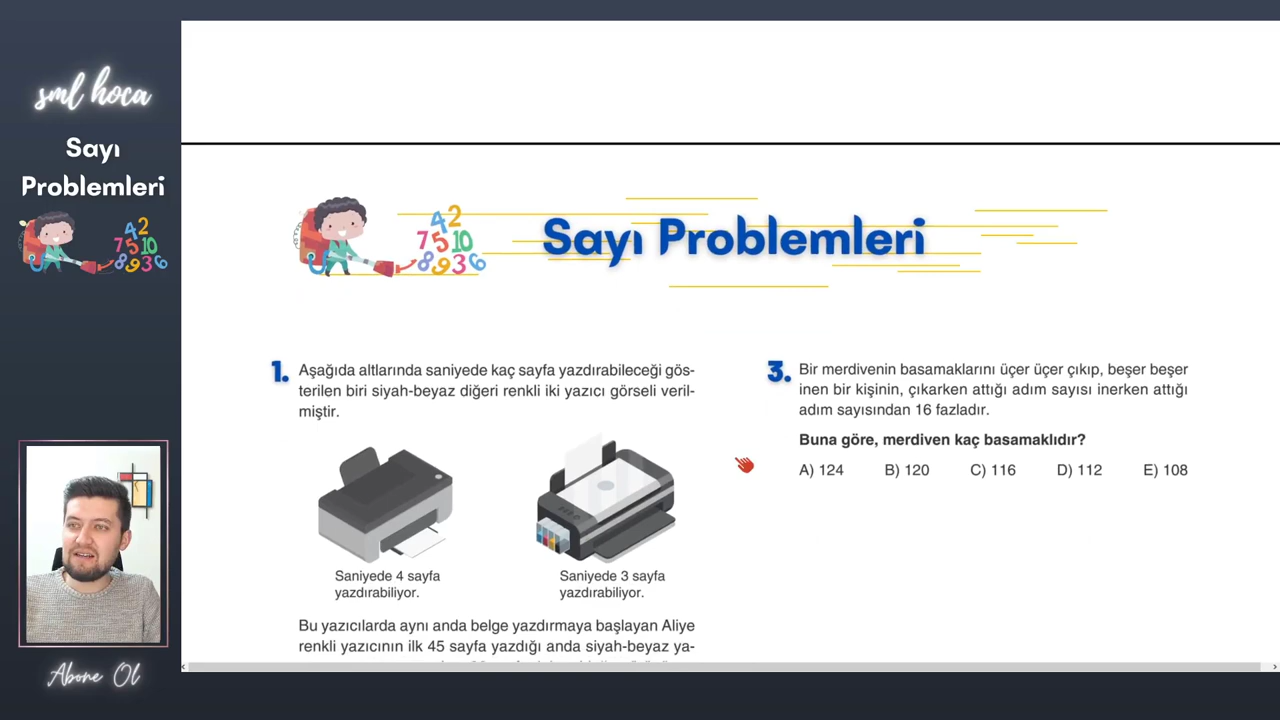 sml hoca
Sayı
Problemleri
4 2
7 5 10
8 9 3 6
Abone Ol
4 2
7 5 10
8 9 3 6
Sayı Problemleri
1. Aşağıda altlarında saniyede kaç sayfa yazdırabileceği gös-
terilen biri siyah-beyaz diğeri renkli iki yazıcı görseli veril-
miştir.
Saniyede 4 sayfa
yazdırabiliyor.
Saniyede 3 sayfa
yazdırabiliyor.
Bu yazıcılarda aynı anda belge yazdırmaya başlayan Aliye
renkli yazıcının ilk 45 sayfa yazdığı anda siyah-beyaz ya-
3. Bir merdivenin basamaklarını üçer üçer çıkıp, beşer beşer
inen bir kişinin, çıkarken attığı adım sayısı inerken attığı
adım sayısından 16 fazladır.
Buna göre, merdiven kaç basamaklıdır?
A) 124 B) 120 C) 116 D) 112 E) 108